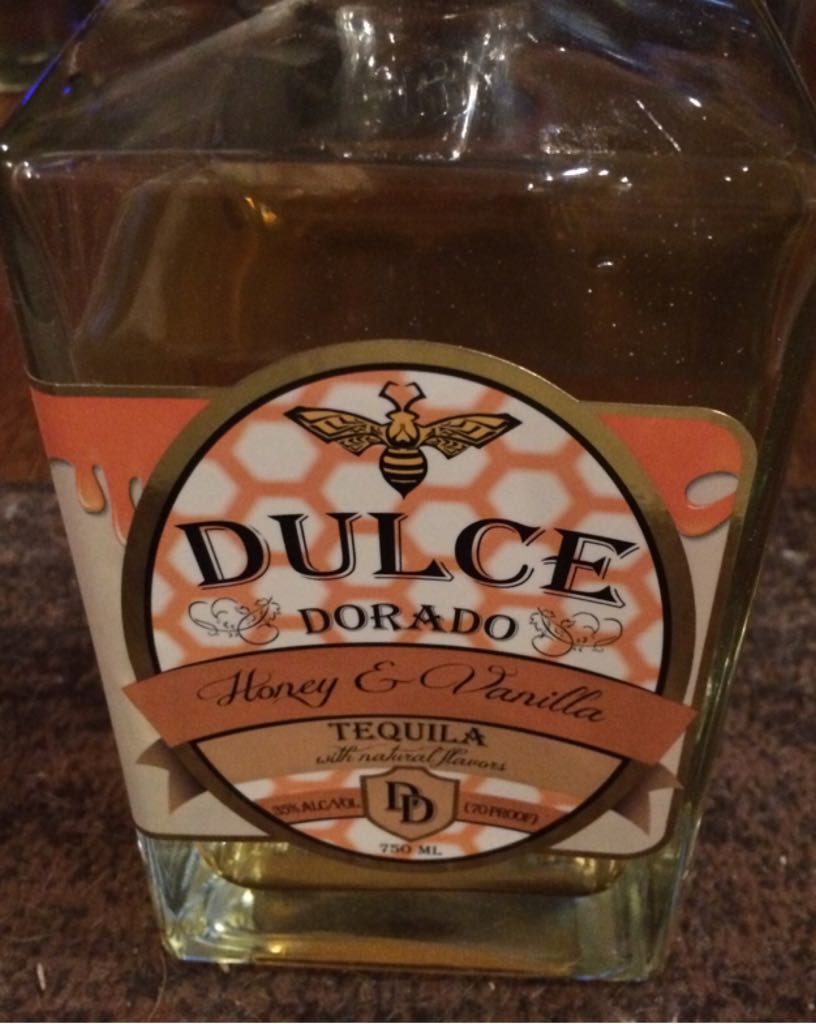 DULCE
DORADO
Honey & Vanilla
TEQUILA
with natural flavors
35% ALC/VOL DD (70 PROOF)
750 ML